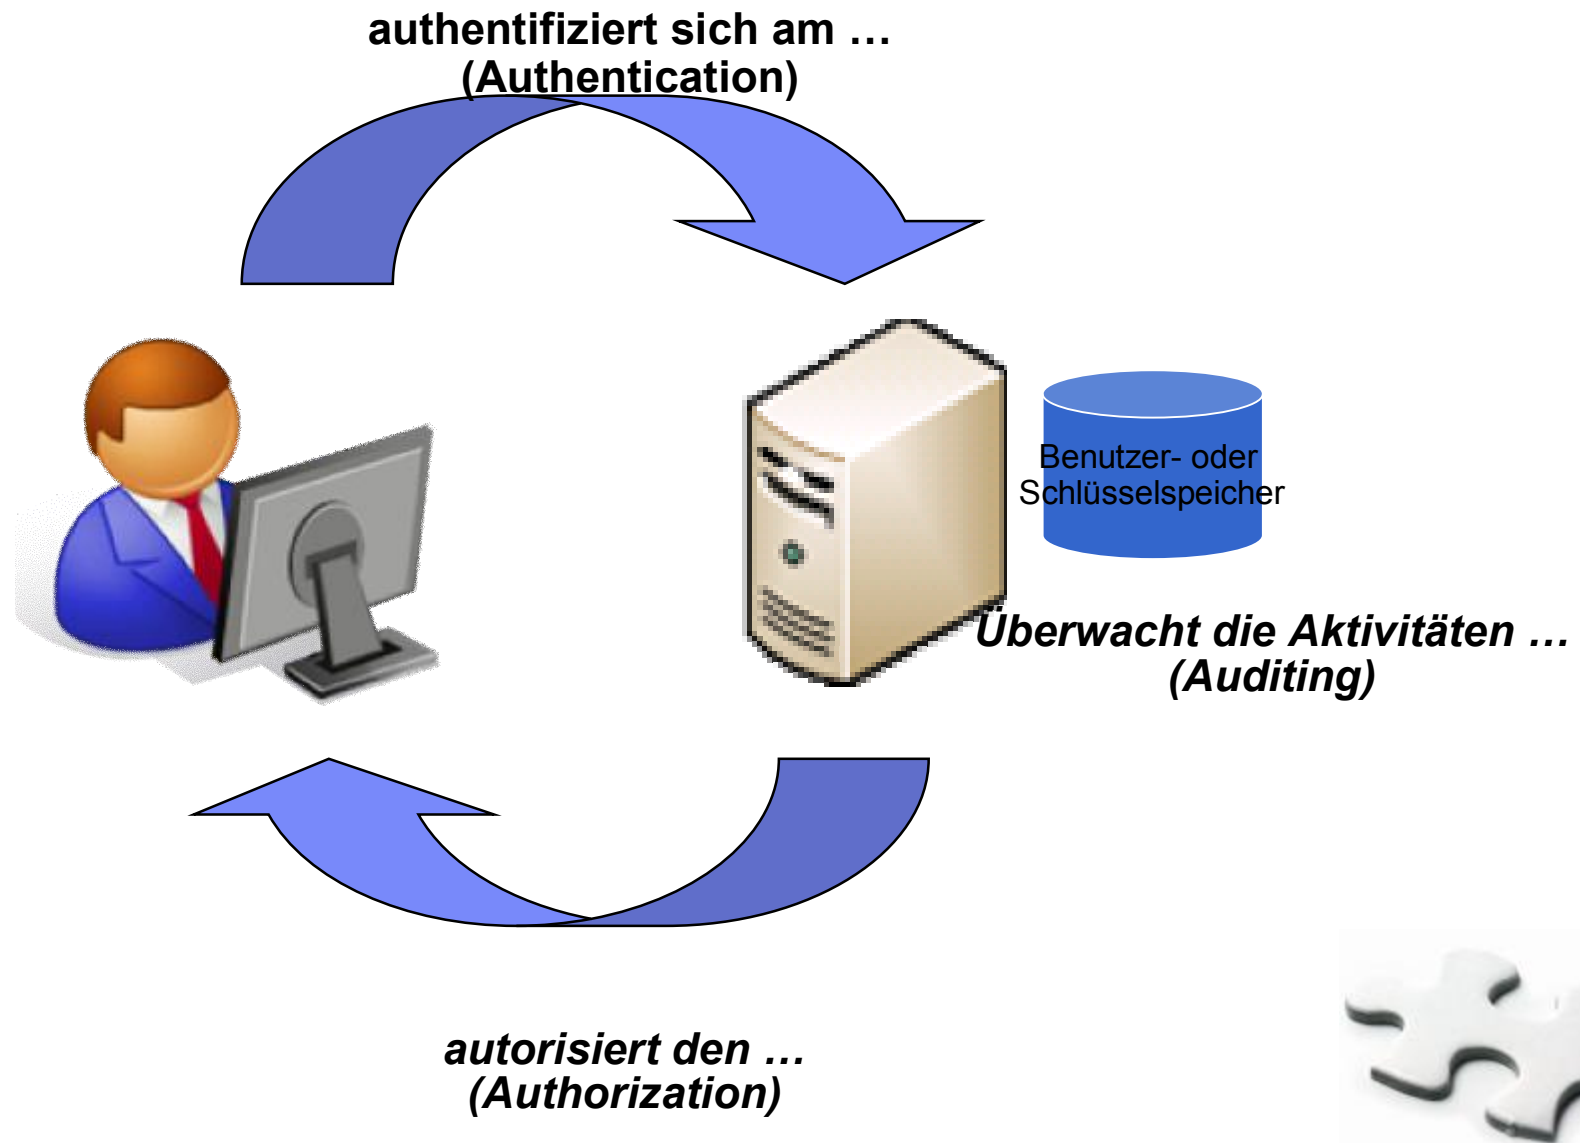 authentifiziert sich am …
(Authentication)
Benutzer- oder
Schlüsselspeicher
Überwacht die Aktivitäten …
(Auditing)
autorisiert den …
(Authorization)